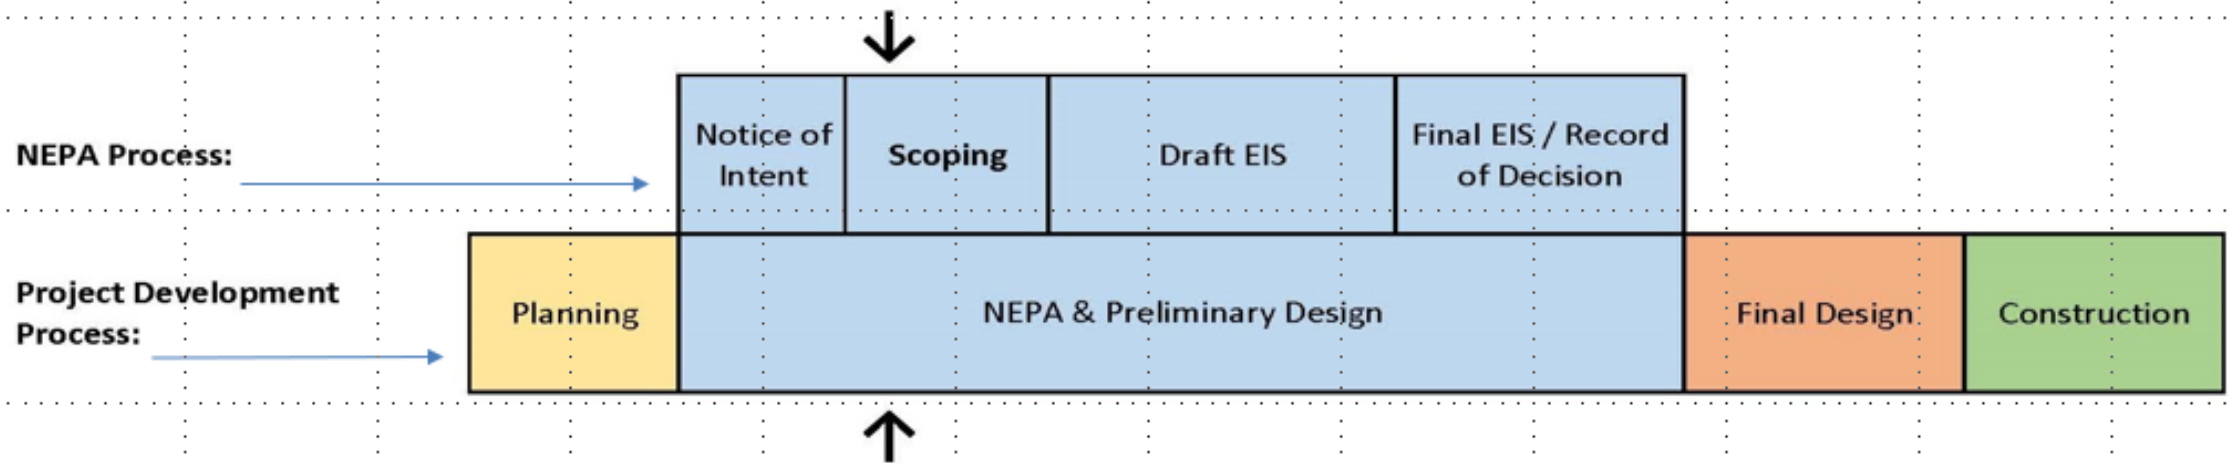 NEPA Process:
Notice of
Intent
Scoping
Draft EIS
Final EIS / Record
of Decision
Project Development
Process:
Planning
NEPA & Preliminary Design
Final Design
Construction